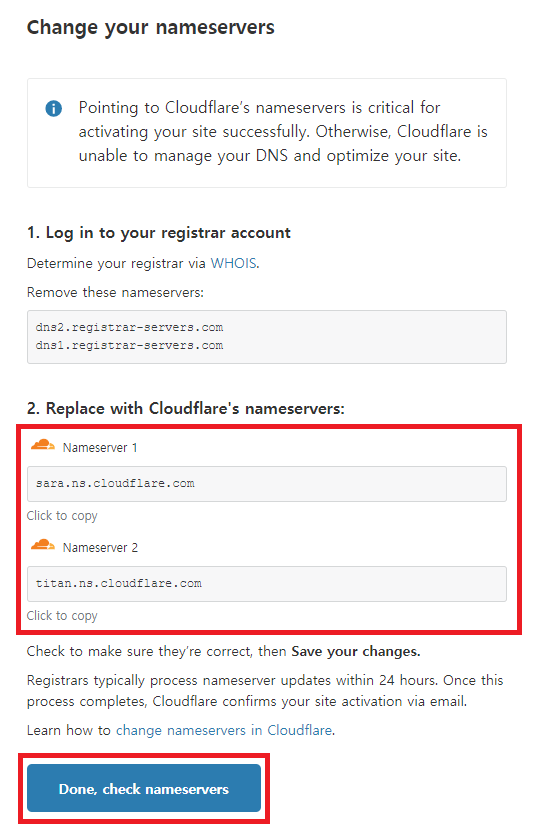 Change your nameservers
Pointing to Cloudflare's nameservers is critical for
activating your site successfully. Otherwise, Cloudflare is
unable to manage your DNS and optimize your site.
1. Log in to your registrar account
Determine your registrar via WHOIS.
Remove these nameservers:
dns2.registrar-servers.com
dns1.registrar-servers.com
2. Replace with Cloudflare's nameservers:
Nameserver 1
sara.ns.cloudflare.com
Click to copy
Nameserver 2
titan.ns.cloudflare.com
Click to copy
Check to make sure they're correct, then Save your changes.
Registrars typically process nameserver updates within 24 hours. Once this
process completes, Cloudflare confirms your site activation via email.
Learn how to change nameservers in Cloudflare.
Done, check nameservers